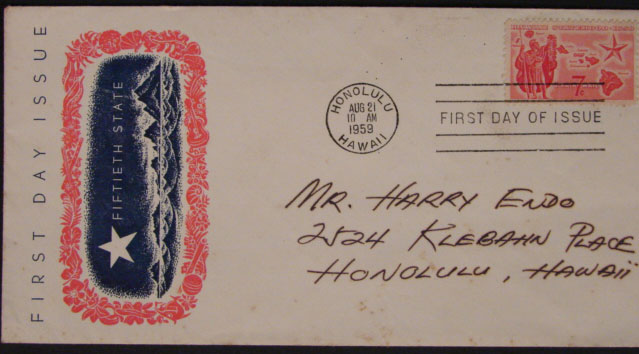 FIRST DAY ISSUE
FIFTIETH STATE
HONOLULU
AUG 21
10 AM
1959
HAWAII
7c
FIRST DAY OF ISSUE
MR. HARRY ENDO
2524 KLEBAHN PLACE
HONOLULU, HAWAII